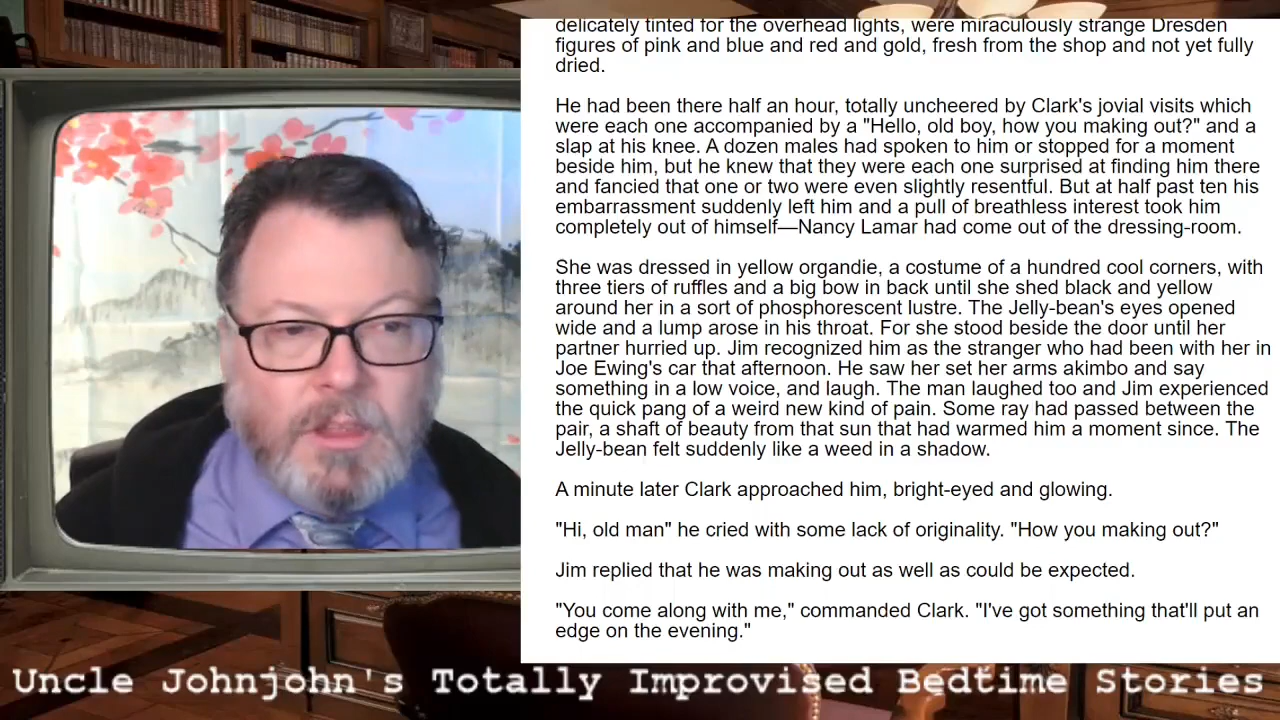 delicately tinted for the overhead lights, were miraculously strange Dresden
figures of pink and blue and red and gold, fresh from the shop and not yet fully
dried.
He had been there half an hour, totally uncheered by Clark's jovial visits which
were each one accompanied by a "Hello, old boy, how you making out?" and a
slap at his knee. A dozen males had spoken to him or stopped for a moment
beside him, but he knew that they were each one surprised at finding him there
and fancied that one or two were even slightly resentful. But at half past ten his
embarrassment suddenly left him and a pull of breathless interest took him
completely out of himself—Nancy Lamar had come out of the dressing-room.
She was dressed in yellow organdie, a costume of a hundred cool corners, with
three tiers of ruffles and a big bow in back until she shed black and yellow
around her in a sort of phosphorescent lustre. The Jelly-bean's eyes opened
wide and a lump arose in his throat. For she stood beside the door until her
partner hurried up. Jim recognized him as the stranger who had been with her in
Joe Ewing's car that afternoon. He saw her set her arms akimbo and say
something in a low voice, and laugh. The man laughed too and Jim experienced
the quick pang of a weird new kind of pain. Some ray had passed between the
pair, a shaft of beauty from that sun that had warmed him a moment since. The
Jelly-bean felt suddenly like a weed in a shadow.
A minute later Clark approached him, bright-eyed and glowing.
"Hi, old man" he cried with some lack of originality. "How you making out?"
Jim replied that he was making out as well as could be expected.
"You come along with me," commanded Clark. "I've got something that'll put an
edge on the evening."
Uncle Johnjohn's Totally Improvised Bedtime Stories